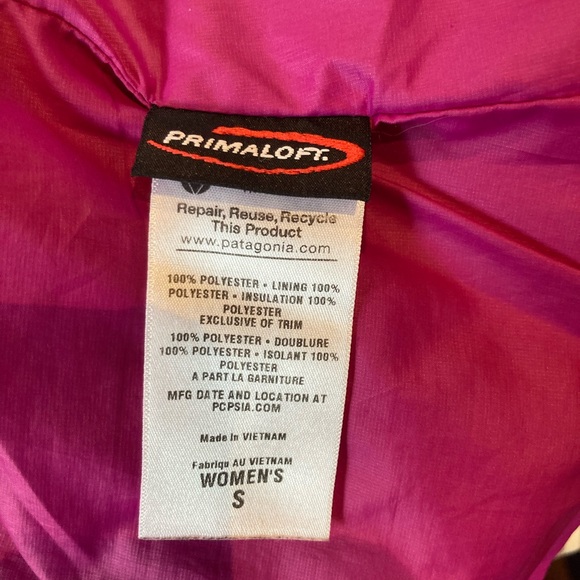 PRIMALOFT.
Repair, Reuse, Recycle
This Product
www.patagonia.com
100% POLYESTER • LINING 100%
POLYESTER • INSULATION 100%
POLYESTER
EXCLUSIVE OF TRIM
100% POLYESTER • DOUBLURE
100% POLYESTER • ISOLANT 100%
POLYESTER
A PART LA GARNITURE
MFG DATE AND LOCATION AT
PCPSIA.COM
Made in VIETNAM
Fabriqu AU VIETNAM
WOMEN'S
S